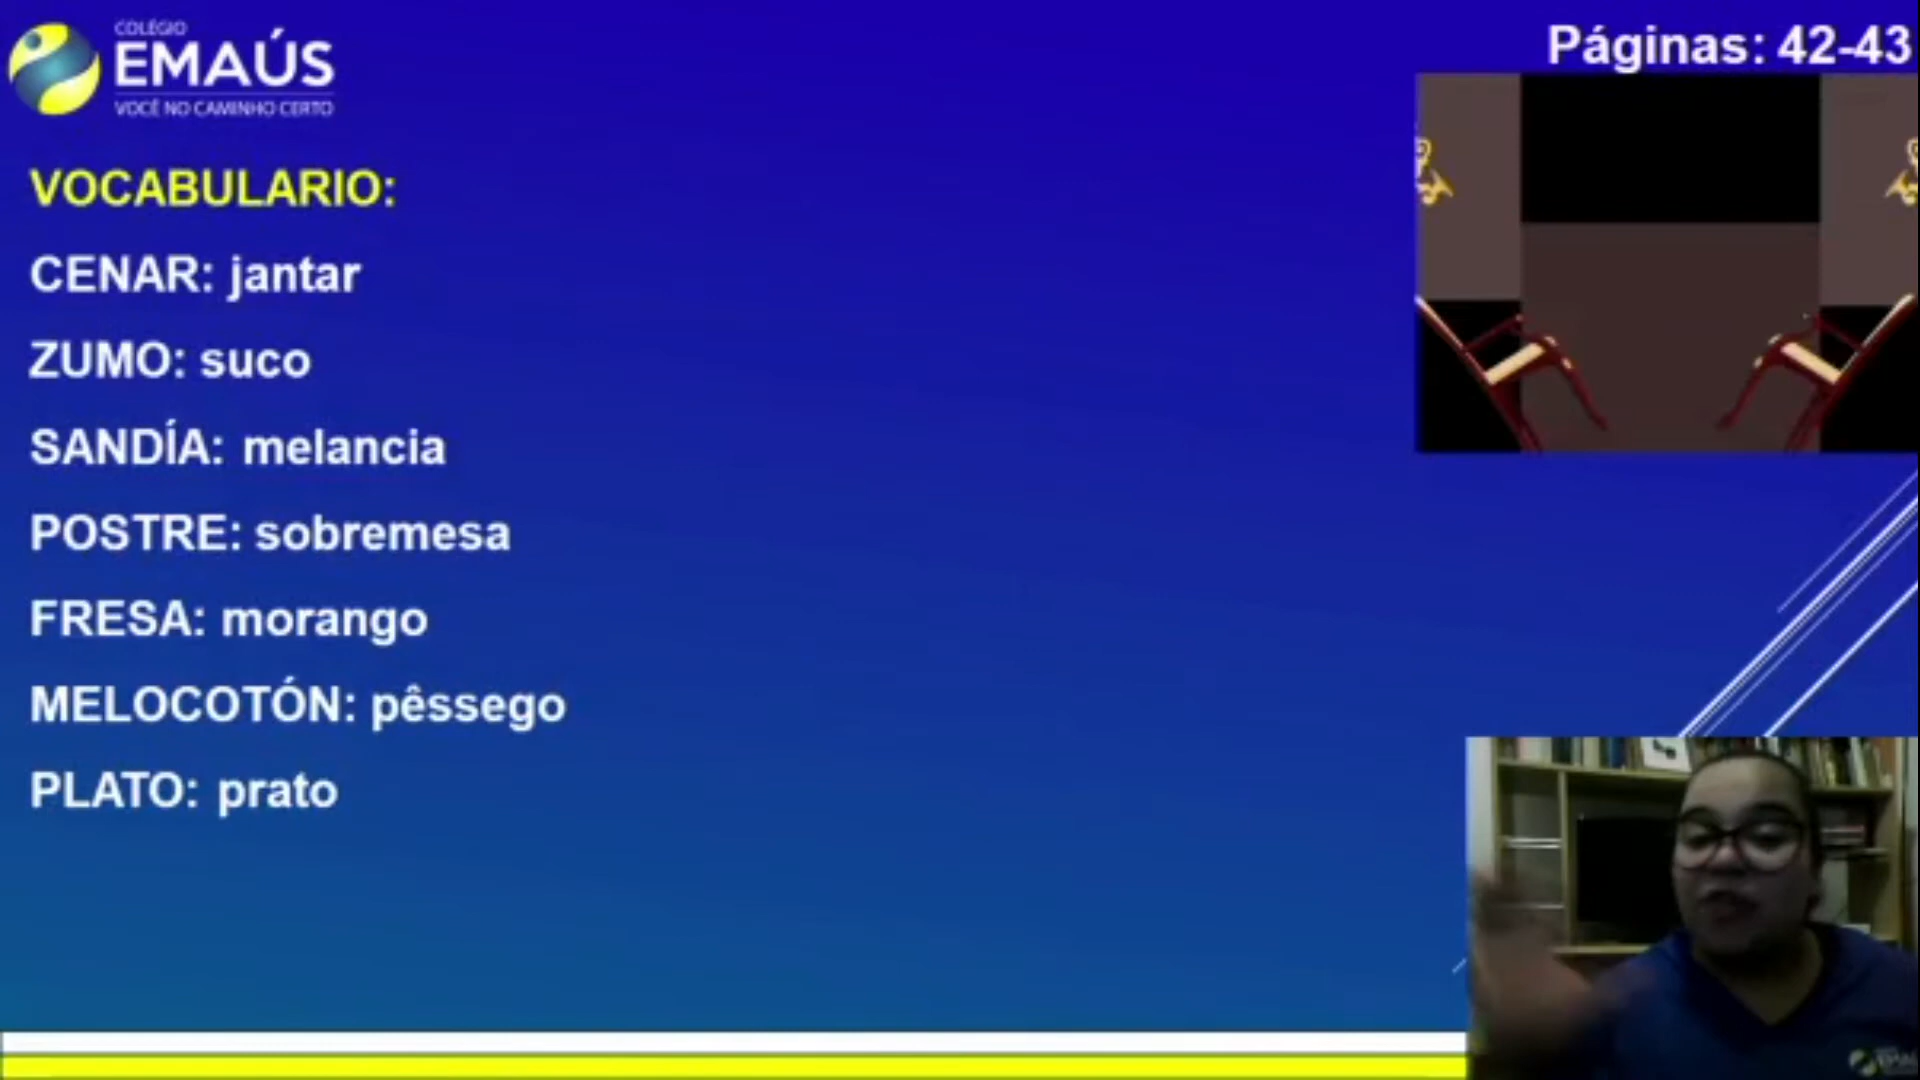 COLÉGIO
EMAÚS
VOCÊ NO CAMINHO CERTO
Páginas: 42-43
VOCABULARIO:
CENAR: jantar
ZUMO: suco
SANDÍA: melancia
POSTRE: sobremesa
FRESA: morango
MELOCOTÓN: pêssego
PLATO: prato